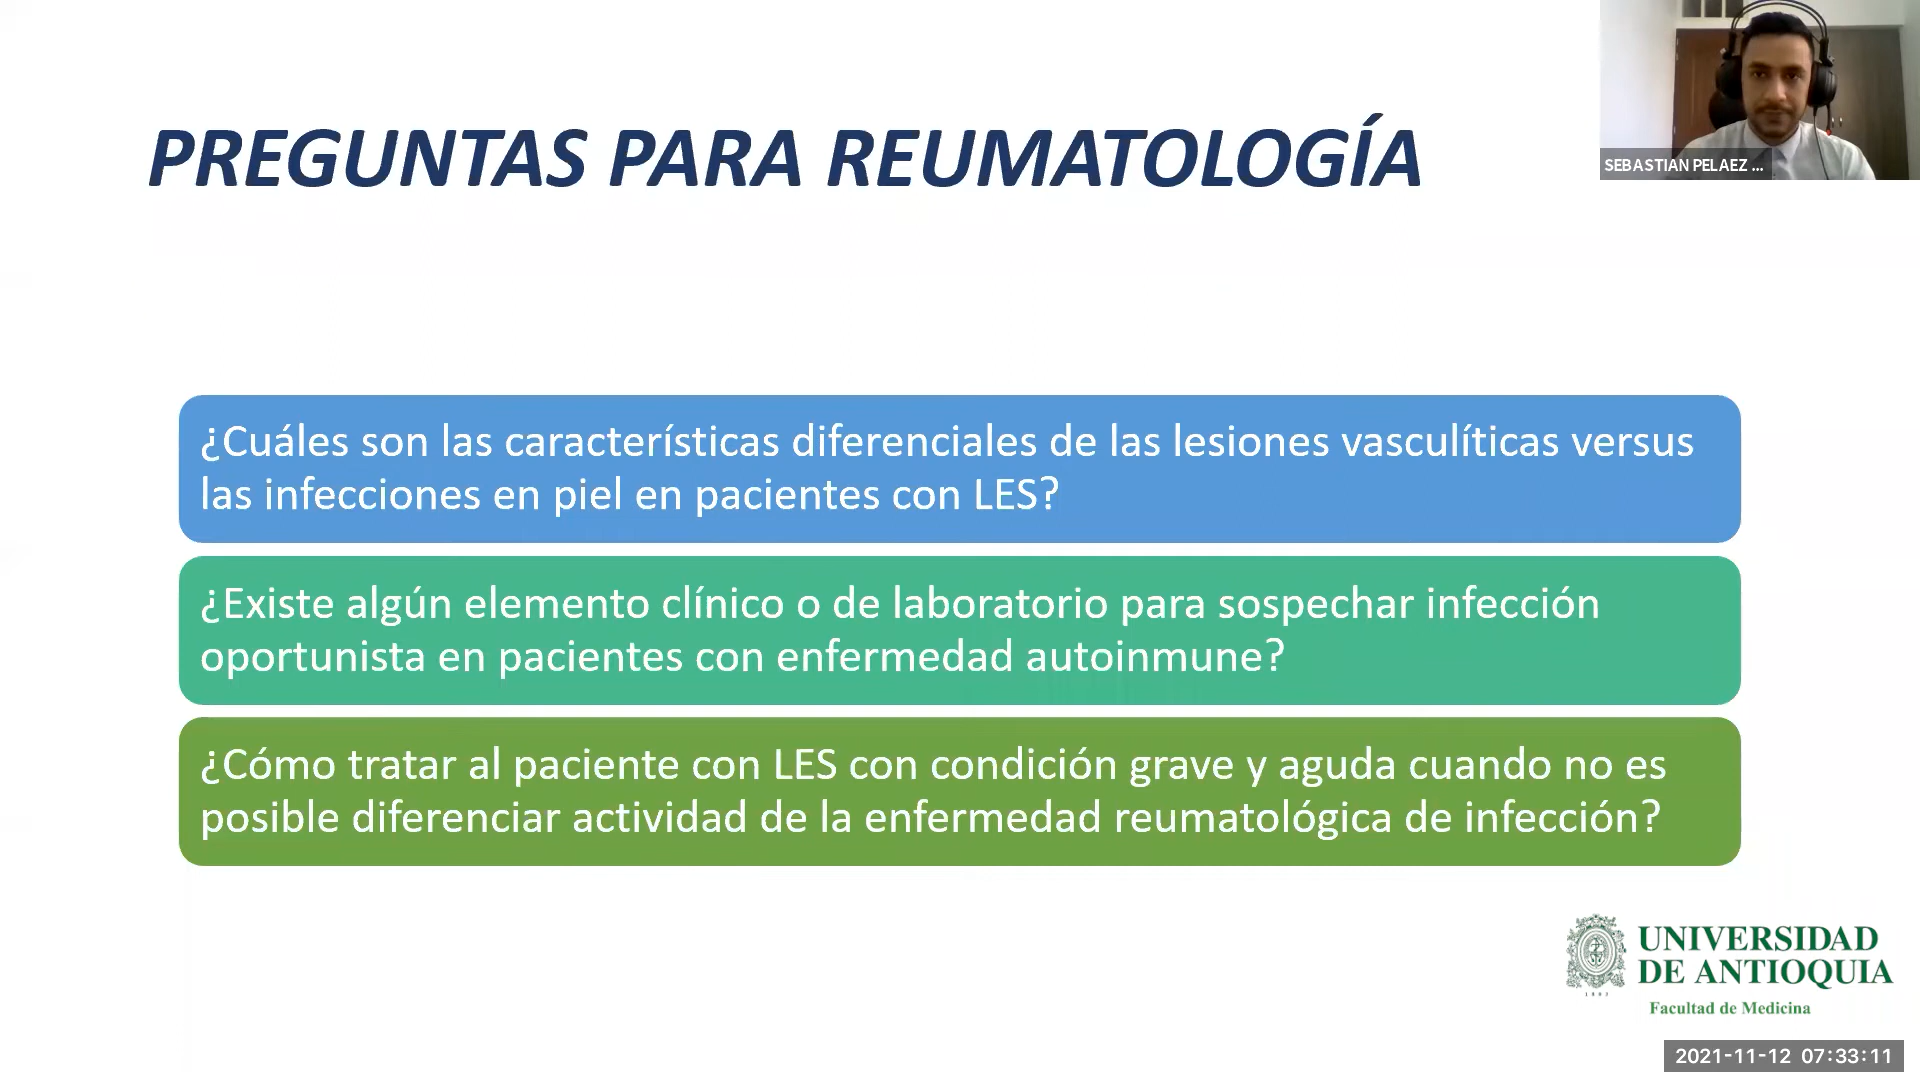 SEBASTIAN PELAEZ ...
PREGUNTAS PARA REUMATOLOGÍA
¿Cuáles son las características diferenciales de las lesiones vasculíticas versus
las infecciones en piel en pacientes con LES?
¿Existe algún elemento clínico o de laboratorio para sospechar infección
oportunista en pacientes con enfermedad autoinmune?
¿Cómo tratar al paciente con LES con condición grave y aguda cuando no es
posible diferenciar actividad de la enfermedad reumatológica de infección?
UNIVERSIDAD
DE ANTIOQUIA
1803
Facultad de Medicina
2021-11-12 07:33:11